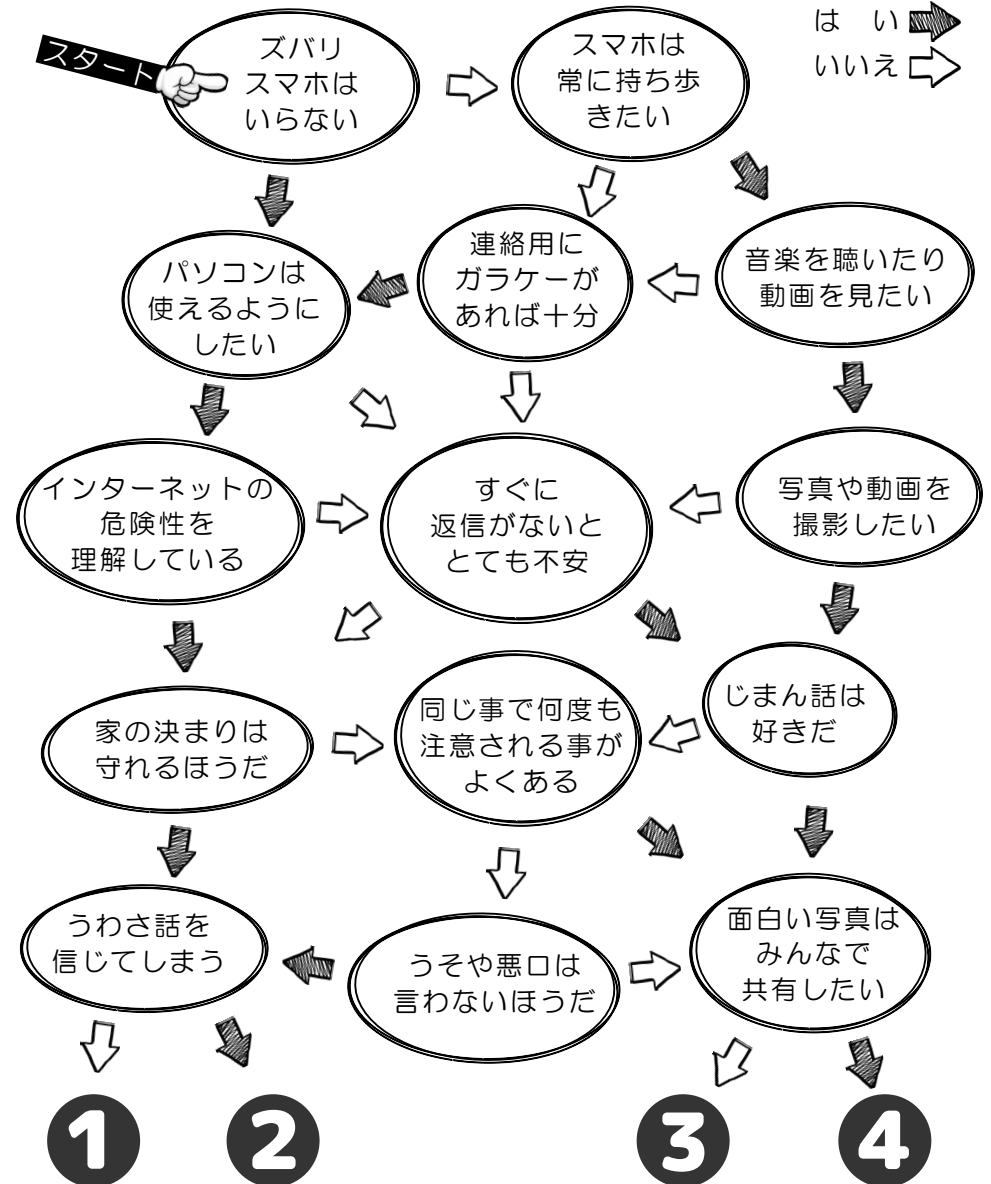 スタート
ズバリ
スマホは
いらない
スマホは
常に持ち歩
きたい
は　い
いいえ
パソコンは
使えるように
したい
連絡用に
ガラケーが
あれば十分
音楽を聴いたり
動画を見たい
インターネットの
危険性を
理解している
すぐに
返信がないと
とても不安
写真や動画を
撮影したい
家の決まりは
守れるほうだ
同じ事で何度も
注意される事が
よくある
じまん話は
好きだ
うわさ話を
信じてしまう
うそや悪口は
言わないほうだ
面白い写真は
みんなで
共有したい
1
2
3
4